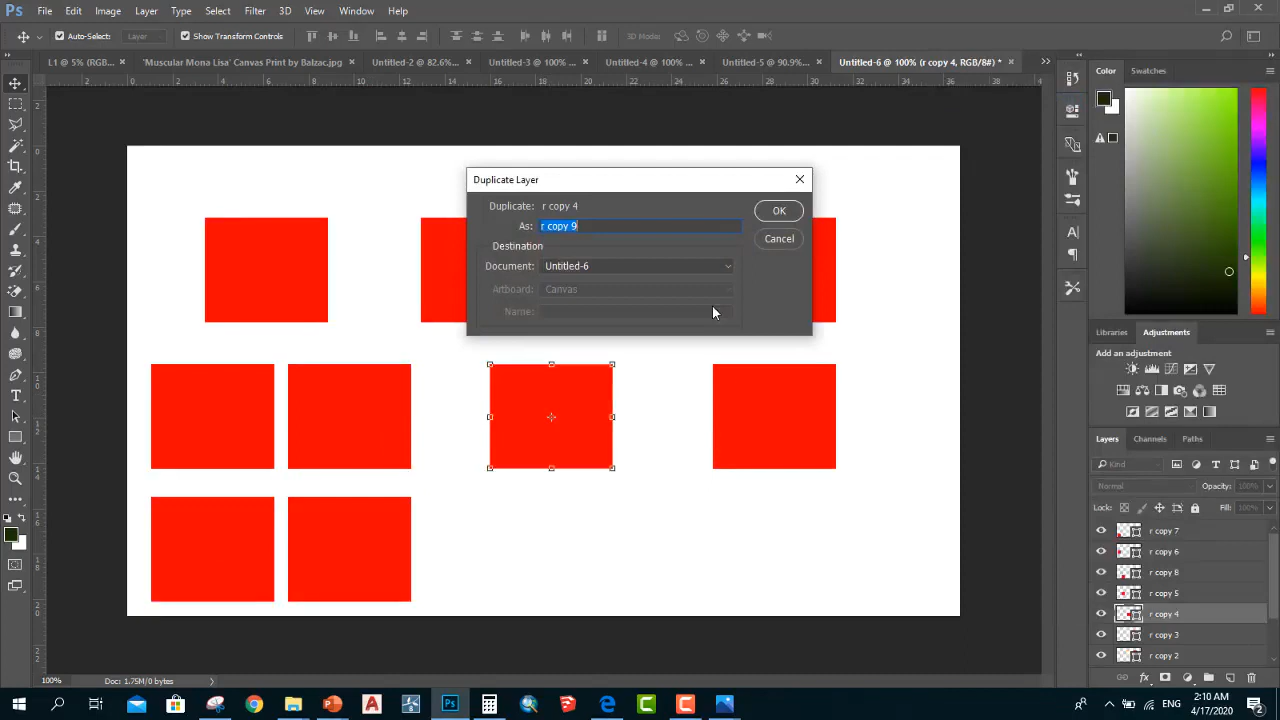 Ps File Edit Image Layer Type Select Filter 3D View Window Help
Auto-Select: Layer Show Transform Controls 3D Mode:
L1 @ 5% (RGB... × 'Muscular Mona Lisa' Canvas Print by Balzac.jpg × Untitled-2 @ 82.6%... × Untitled-3 @ 100% ... × Untitled-4 @ 100% ... × Untitled-5 @ 90.9%... × Untitled-6 @ 100% (r copy 4, RGB/8#) * ×
Color Swatches
Duplicate Layer
Duplicate: r copy 4
OK
As: r copy 9
Destination
Cancel
Document: Untitled-6
Artboard: Canvas
Name:
Libraries Adjustments
Add an adjustment
Layers Channels Paths
Kind
Normal Opacity: 100%
Lock: Fill: 100%
r copy 7
r copy 6
r copy 8
r copy 5
r copy 4
r copy 3
r copy 2
100% Doc: 1.75M/0 bytes
ENG 2:10 AM
4/17/2020